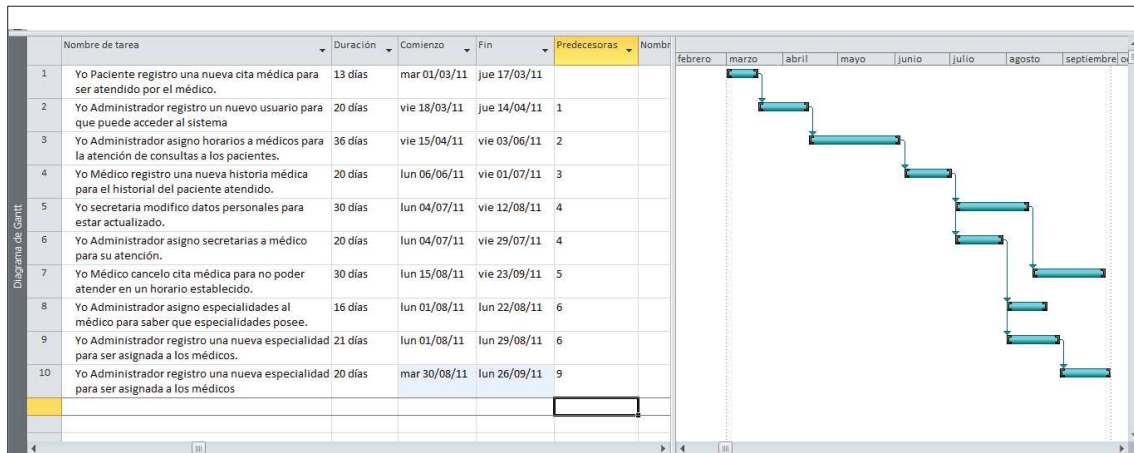 Nombre de tarea Duración Comienzo Fin Predecesoras Nombr
febrero marzo abril mayo junio julio agosto septiembre
Diagrama de Gantt
1 Yo Paciente registro una nueva cita médica para 13 días mar 01/03/11 jue 17/03/11
ser atendido por el médico.
2 Yo Administrador registro un nuevo usuario para 20 días vie 18/03/11 jue 14/04/11 1
que puede acceder al sistema
3 Yo Administrador asigno horarios a médicos para 36 días vie 15/04/11 vie 03/06/11 2
la atención de consultas a los pacientes.
4 Yo Médico registro una nueva historia médica 20 días lun 06/06/11 vie 01/07/11 3
para el historial del paciente atendido.
5 Yo secretaria modifico datos personales para 30 días lun 04/07/11 vie 12/08/11 4
estar actualizado.
6 Yo Administrador asigno secretarias a médico 20 días lun 04/07/11 vie 29/07/11 4
para su atención.
7 Yo Médico cancelo cita médica para no poder 30 días lun 15/08/11 vie 23/09/11 5
atender en un horario establecido.
8 Yo Administrador asigno especialidades al 16 días lun 01/08/11 lun 22/08/11 6
médico para saber que especialidades posee.
9 Yo Administrador registro una nueva especialidad 21 días lun 01/08/11 lun 29/08/11 6
para ser asignada a los médicos.
10 Yo Administrador registro una nueva especialidad 20 días mar 30/08/11 lun 26/09/11 9
para ser asignada a los médicos